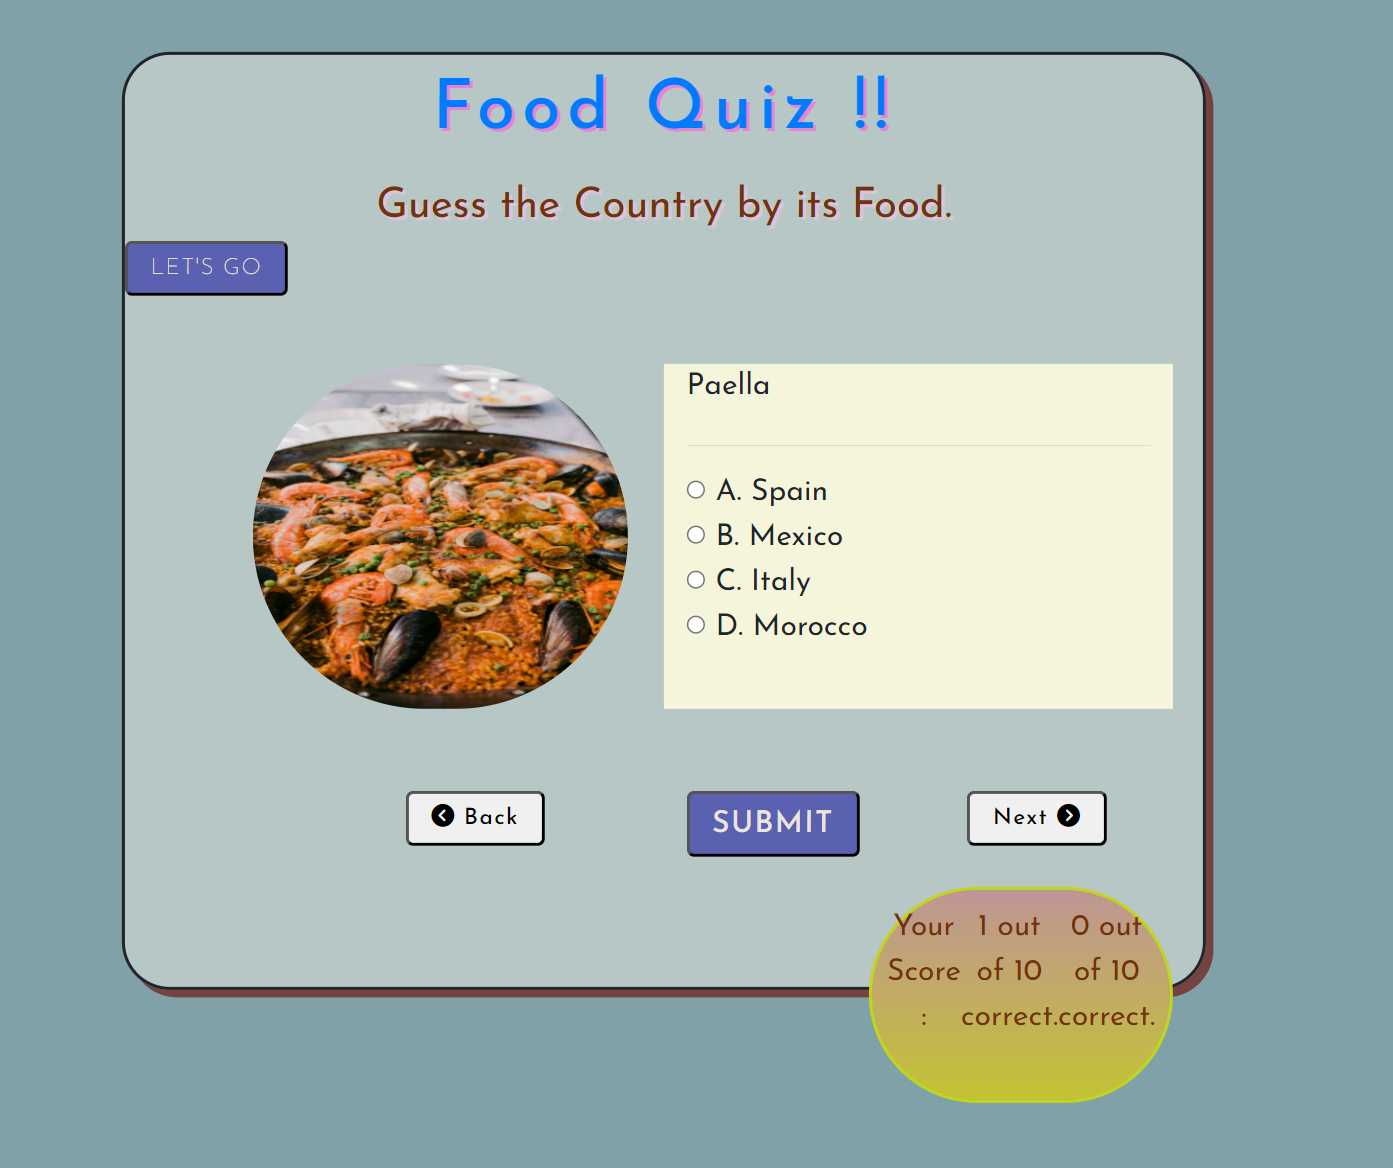 Food Quiz !!
Guess the Country by its Food.
LET'S GO
Paella
A. Spain
B. Mexico
C. Italy
D. Morocco
Back
SUBMIT
Next
Your
Score
:
1 out
of 10
correct.
0 out
of 10
correct.